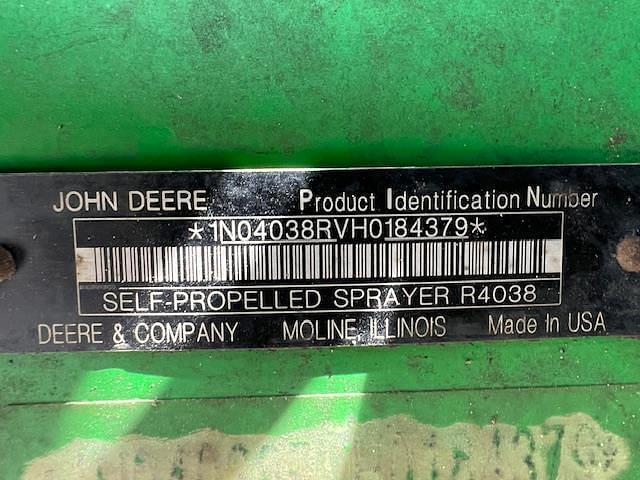 JOHN DEERE Product Identification Number
*1N04038RVH0184379*
SELF-PROPELLED SPRAYER R4038
DEERE & COMPANY MOLINE, ILLINOIS Made In USA